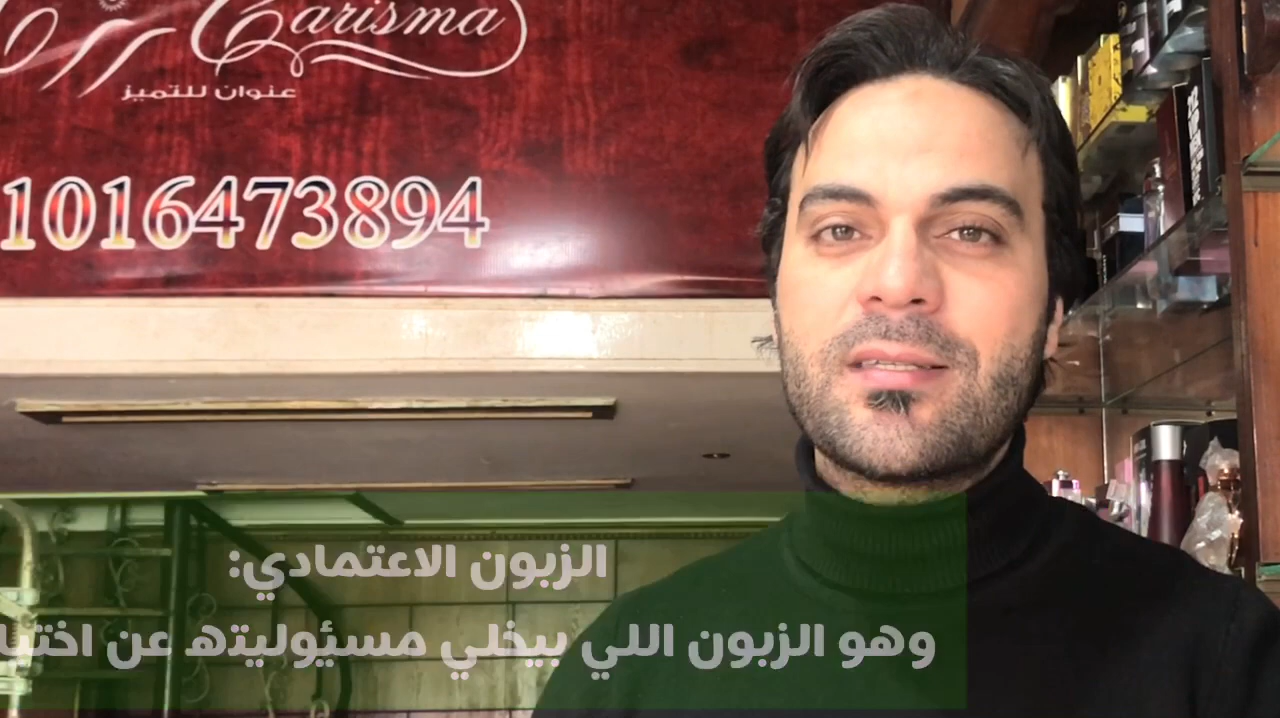 Carisma
عنوان للتميز
1016473894
الزبون الاعتمادي:
وهو الزبون اللي بيخلي مسئوليته عن